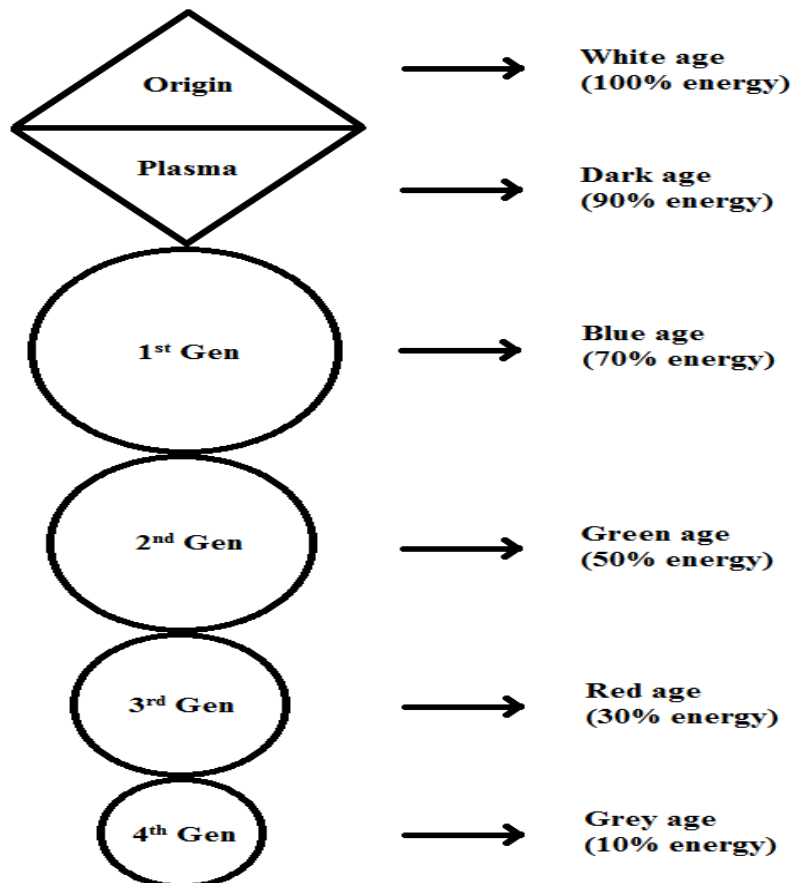 Origin
White age
(100% energy)
Plasma
Dark age
(90% energy)
1st Gen
Blue age
(70% energy)
2nd Gen
Green age
(50% energy)
3rd Gen
Red age
(30% energy)
4th Gen
Grey age
(10% energy)